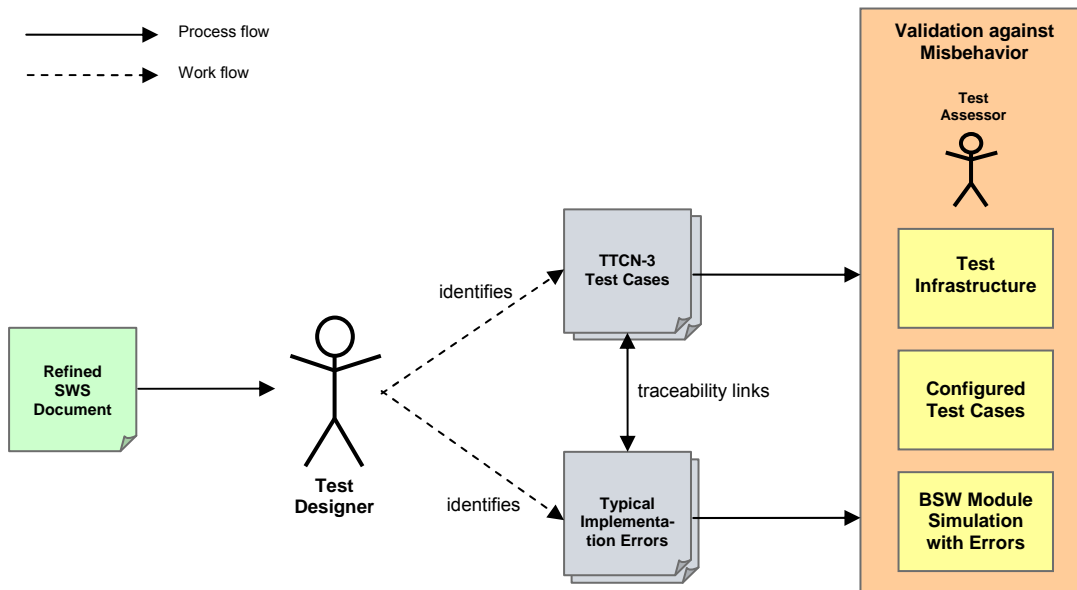 Process flow
Work flow
Validation against
Misbehavior
Test
Assessor
TTCN-3
Test Cases
Test
Infrastructure
identifies
Refined
SWS
Document
traceability links
Configured
Test Cases
Test
Designer
identifies
Typical
Implementa-
tion Errors
BSW Module
Simulation
with Errors